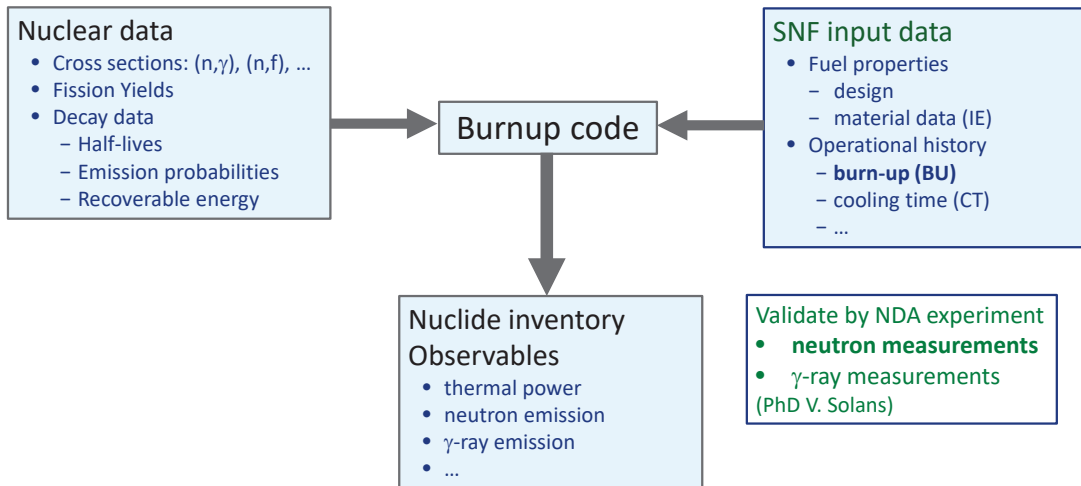 Nuclear data
• Cross sections: (n,γ), (n,f), ...
• Fission Yields
• Decay data
– Half-lives
– Emission probabilities
– Recoverable energy
Burnup code
SNF input data
• Fuel properties
– design
– material data (IE)
• Operational history
– burn-up (BU)
– cooling time (CT)
– ...
Nuclide inventory
Observables
• thermal power
• neutron emission
• γ-ray emission
• ...
Validate by NDA experiment
• neutron measurements
• γ-ray measurements
(PhD V. Solans)